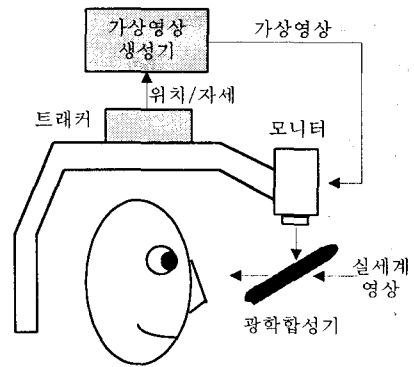 가상영상
생성기
가상영상
위치/자세
트래커
모니터
실세계
영상
광학합성기